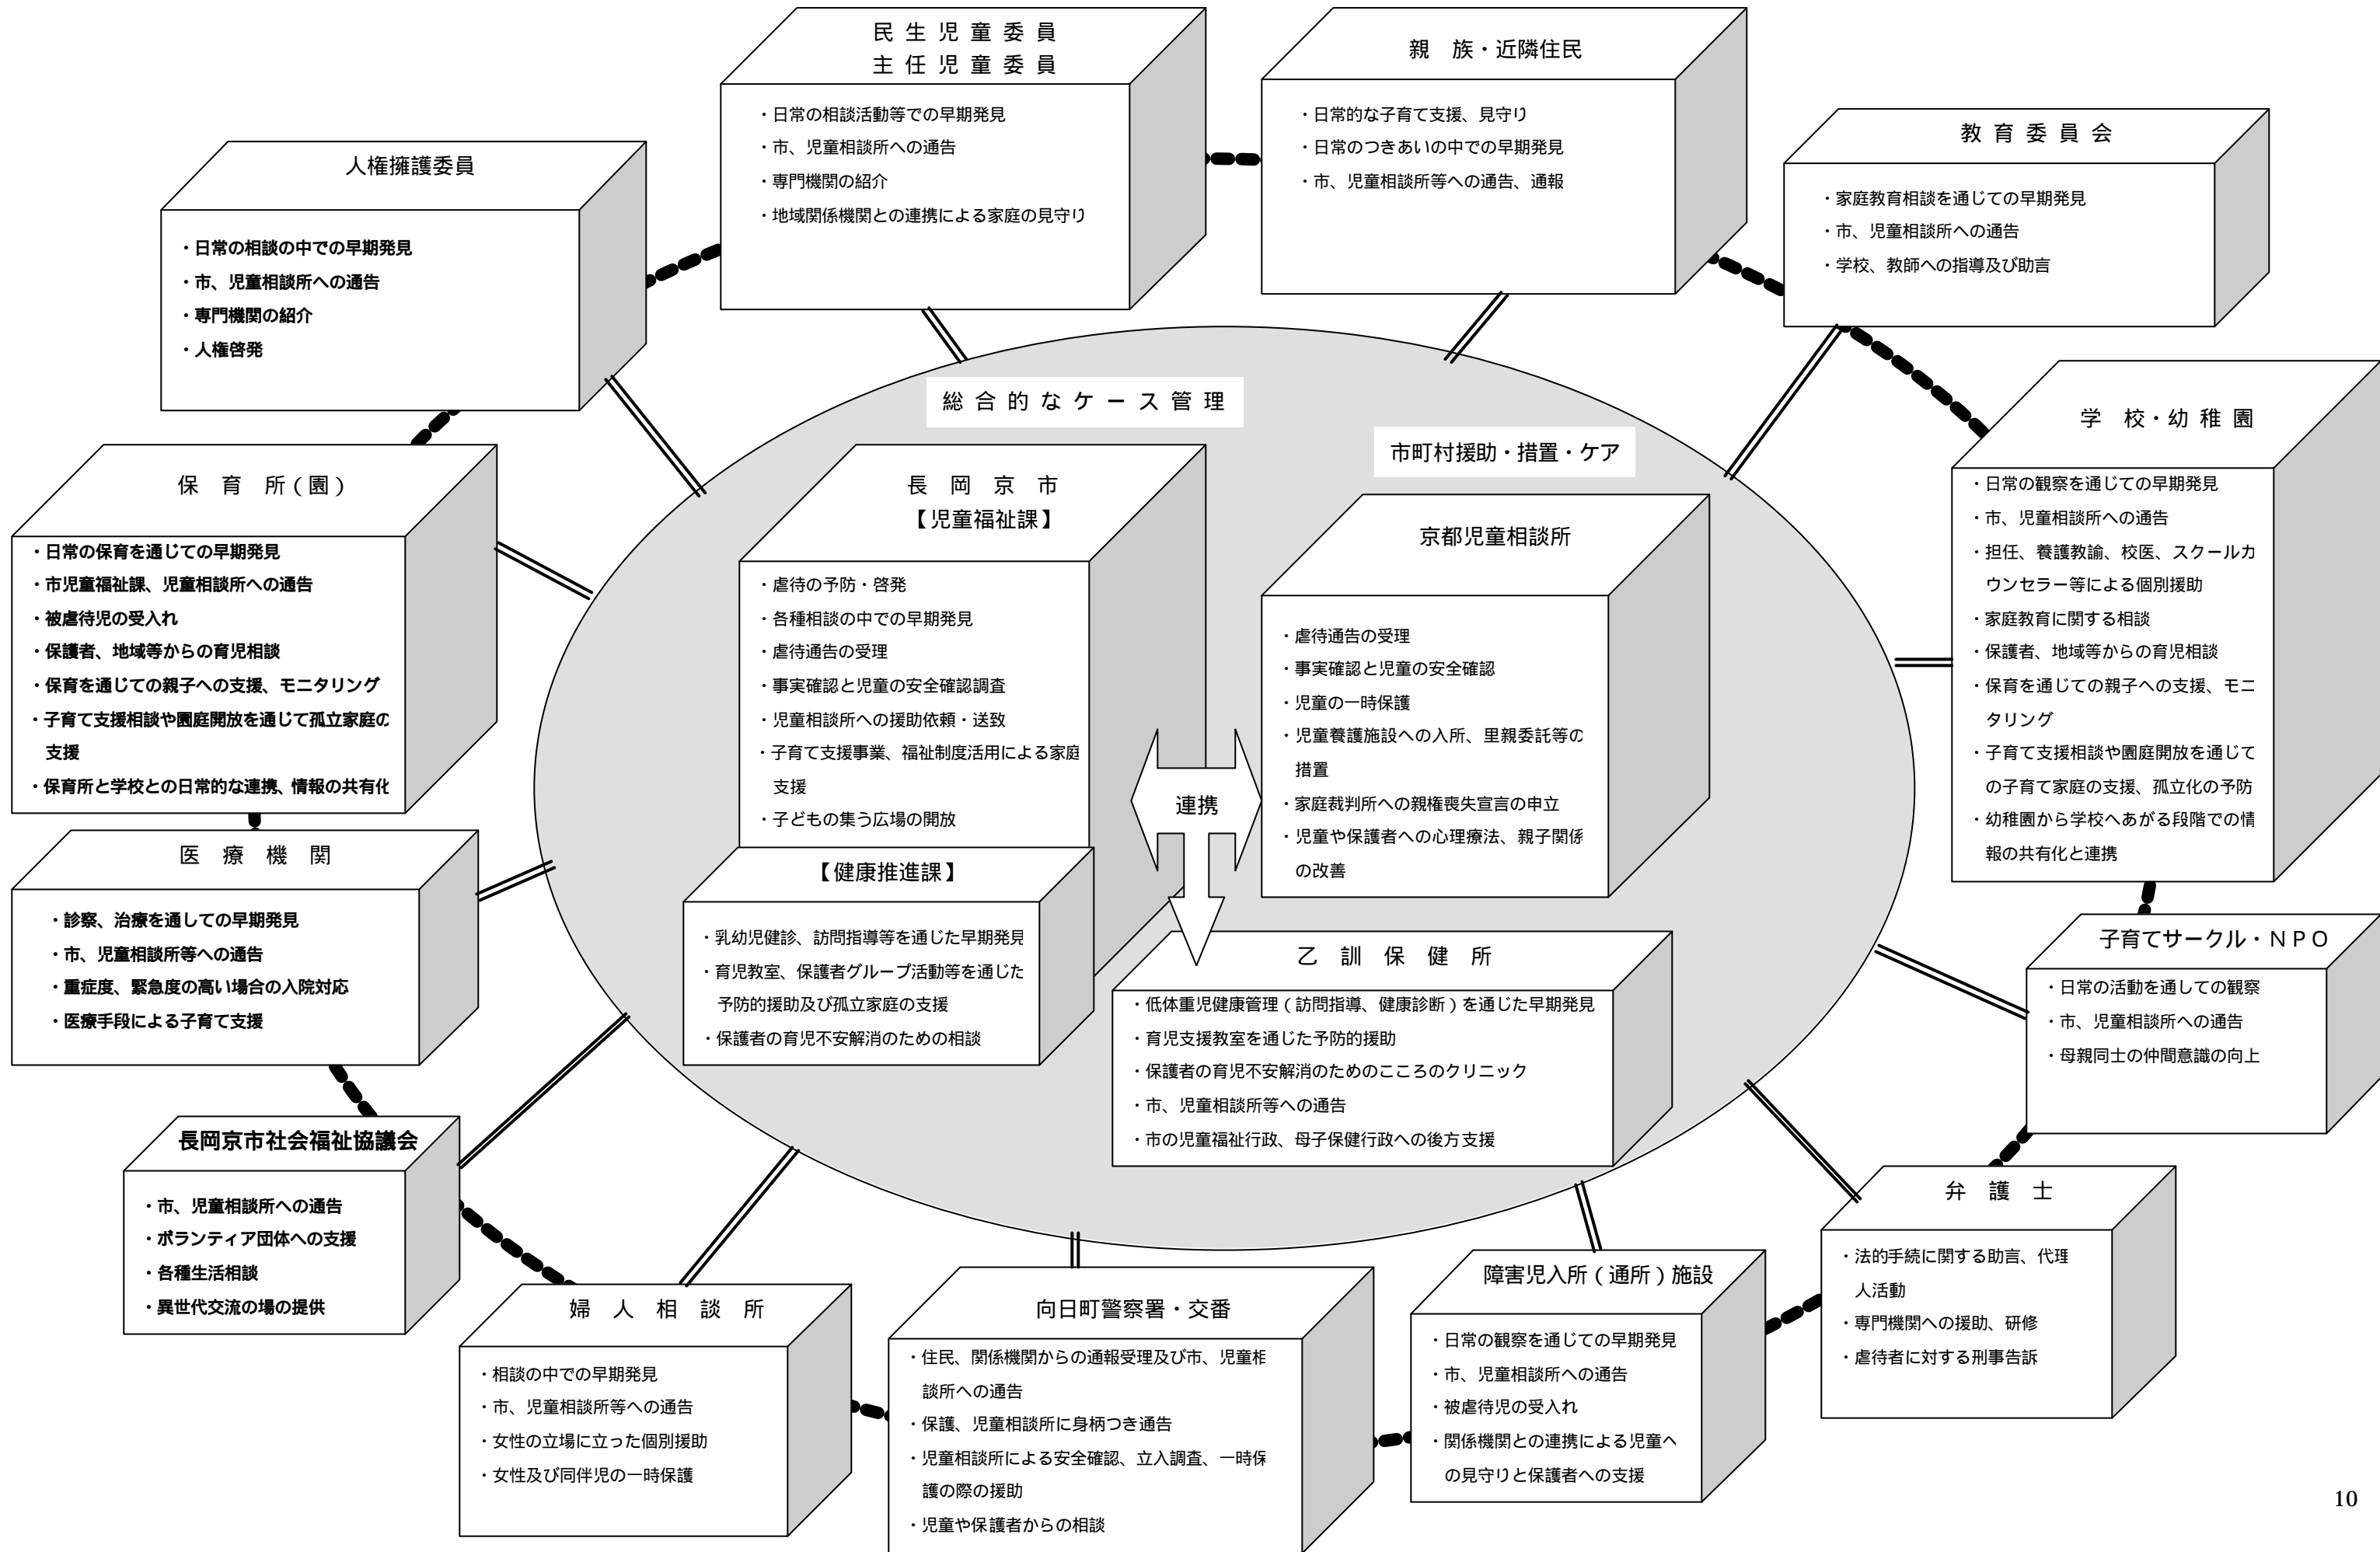 民生児童委員
主任児童委員
・日常の相談活動等での早期発見
・市、児童相談所への通告
・専門機関の紹介
・地域関係機関との連携による家庭の見守り
親 族・近隣住民
・日常的な子育て支援、見守り
・日常のつきあいの中での早期発見
・市、児童相談所等への通告、通報
教育委員会
・家庭教育相談を通じての早期発見
・市、児童相談所への通告
・学校、教師への指導及び助言
人権擁護委員
・日常の相談の中での早期発見
・市、児童相談所への通告
・専門機関の紹介
・人権啓発
総合的なケース管理
市町村援助・措置・ケア
学 校・幼稚園
・日常の観察を通じての早期発見
・市、児童相談所への通告
・担任、養護教諭、校医、スクールカ
ウンセラー等による個別援助
・家庭教育に関する相談
・保護者、地域等からの育児相談
・保育を通じての親子への支援、モニ
タリング
・子育て支援相談や園庭開放を通じて
の子育て家庭の支援、孤立化の予防
・幼稚園から学校へあがる段階での情
報の共有化と連携
保 育 所（園）
・日常の保育を通じての早期発見
・市児童福祉課、児童相談所への通告
・被虐待児の受入れ
・保護者、地域等からの育児相談
・保育を通じての親子への支援、モニタリング
・子育て支援相談や園庭開放を通じて孤立家庭の
支援
・保育所と学校との日常的な連携、情報の共有化
長 岡 京 市
【児童福祉課】
・虐待の予防・啓発
・各種相談の中での早期発見
・虐待通告の受理
・事実確認と児童の安全確認調査
・児童相談所への援助依頼・送致
・子育て支援事業、福祉制度活用による家庭
支援
・子どもの集う広場の開放
京都児童相談所
・虐待通告の受理
・事実確認と児童の安全確認
・児童の一時保護
・児童養護施設への入所、里親委託等の
措置
・家庭裁判所への親権喪失宣言の申立
・児童や保護者への心理療法、親子関係
の改善
連携
【健康推進課】
・乳幼児健診、訪問指導等を通じた早期発見
・育児教室、保護者グループ活動等を通じた
予防的援助及び孤立家庭の支援
・保護者の育児不安解消のための相談
乙 訓 保 健 所
・低体重児健康管理（訪問指導、健康診断）を通じた早期発見
・育児支援教室を通じた予防的援助
・保護者の育児不安解消のためのこころのクリニック
・市、児童相談所等への通告
・市の児童福祉行政、母子保健行政への後方支援
医 療 機 関
・診察、治療を通しての早期発見
・市、児童相談所等への通告
・重症度、緊急度の高い場合の入院対応
・医療手段による子育て支援
子育てサークル・ＮＰＯ
・日常の活動を通しての観察
・市、児童相談所への通告
・母親同士の仲間意識の向上
長岡京市社会福祉協議会
・市、児童相談所への通告
・ボランティア団体への支援
・各種生活相談
・異世代交流の場の提供
弁 護 士
・法的手続に関する助言、代理
人活動
・専門機関への援助、研修
・虐待者に対する刑事告訴
婦 人 相 談 所
・相談の中での早期発見
・市、児童相談所等への通告
・女性の立場に立った個別援助
・女性及び同伴児の一時保護
向日町警察署・交番
・住民、関係機関からの通報受理及び市、児童相
談所への通告
・保護、児童相談所に身柄つき通告
・児童相談所による安全確認、立入調査、一時保
護の際の援助
・児童や保護者からの相談
障害児入所（通所）施設
・日常の観察を通じての早期発見
・市、児童相談所への通告
・被虐待児の受入れ
・関係機関との連携による児童へ
の見守りと保護者への支援
10